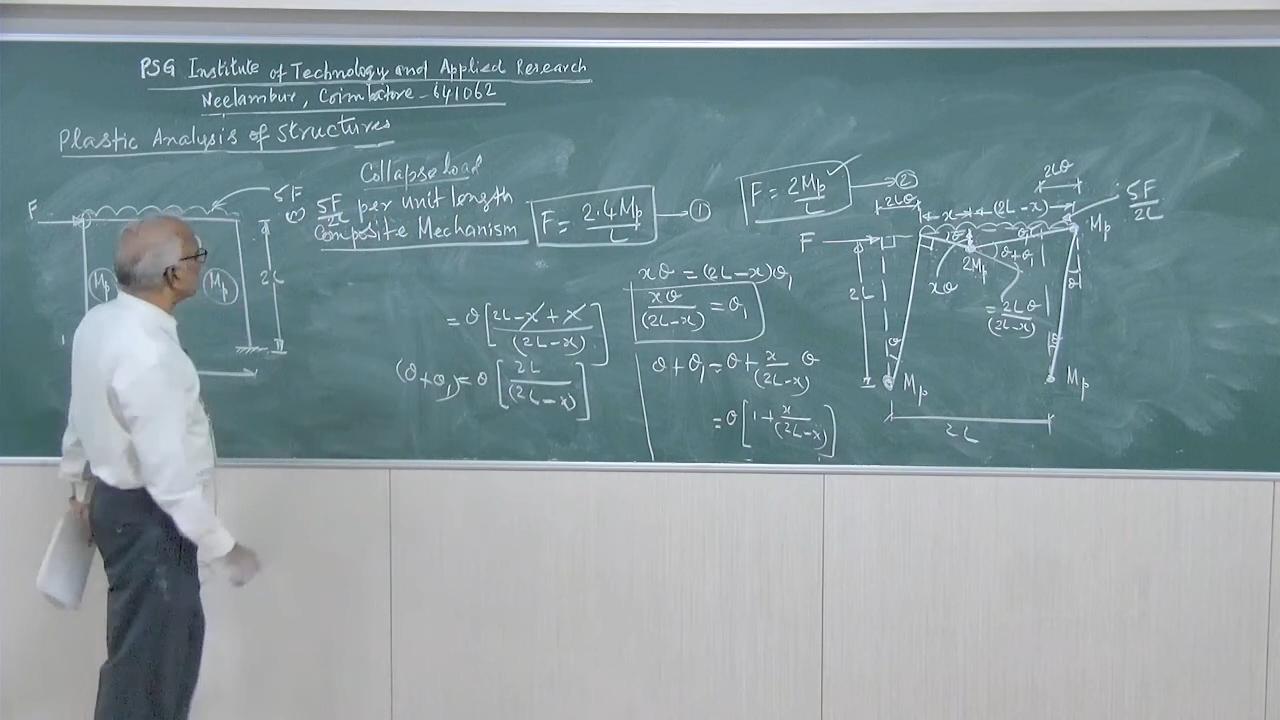 PSG Institute of Technology and Applied Research
Neelambur, Coimbatore - 641062
Plastic Analysis of Structures
F
5F
(or) 5F/2L per unit length
Mp
Mp
2L
Collapse load
Composite Mechanism
F = 2.4Mp/L → ①
F = 2Mp/L → ②
xθ = (2L-x)θ₁
xθ/(2L-x) = θ₁
θ+θ₁ = θ + x/(2L-x) θ
= θ[1 + x/(2L-x)]
= θ[2L-x+x/(2L-x)]
(θ+θ₁) = θ[2L/(2L-x)]
2Lθ
2Lθ
x
(2L-x)
5F/2L
F
Mp
θ
θ₁
2Mp
θ+θ₁
xθ
= 2Lθ/(2L-x)
2L
θ
θ
θ
Mp
Mp
2L